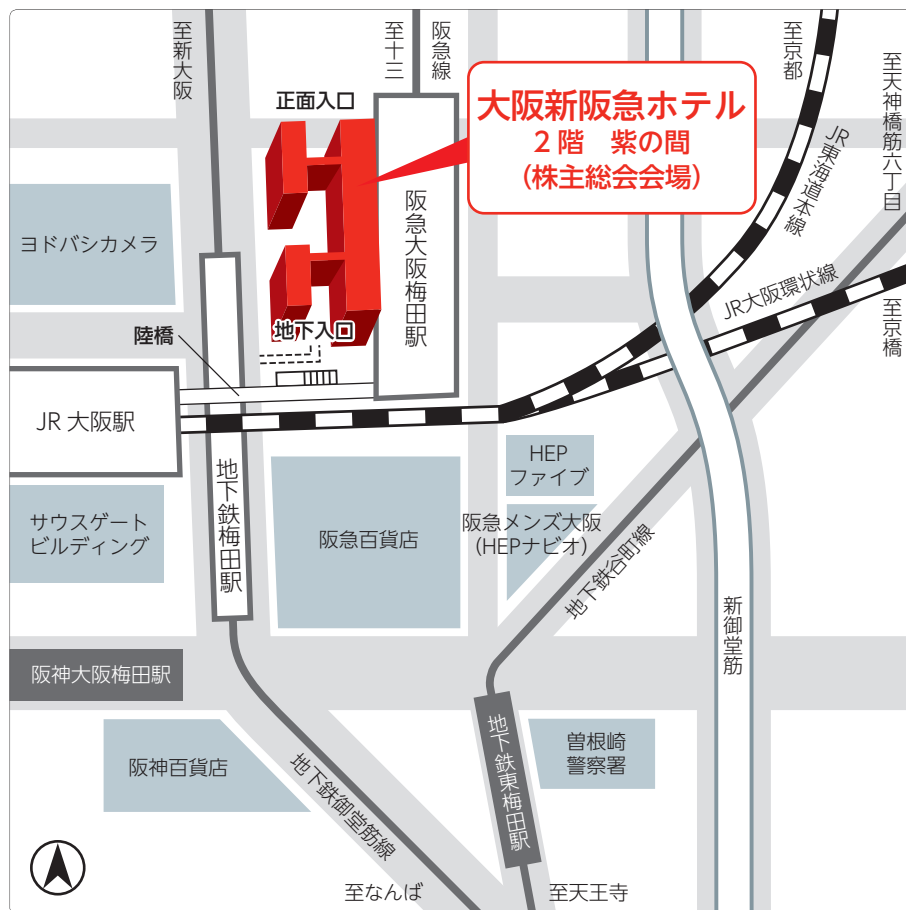 至新大阪
至十三
阪急線
至京都
至天神橋筋六丁目
正面入口
大阪新阪急ホテル
2階　紫の間
(株主総会会場)
JR東海道本線
ヨドバシカメラ
阪急大阪梅田駅
JR大阪環状線
至京橋
陸橋
地下入口
JR 大阪駅
地下鉄梅田駅
HEP
ファイブ
サウスゲート
ビルディング
阪急百貨店
阪急メンズ大阪
(HEPナビオ)
地下鉄谷町線
新御堂筋
阪神大阪梅田駅
地下鉄東梅田駅
曽根崎
警察署
阪神百貨店
地下鉄御堂筋線
至なんば
至天王寺